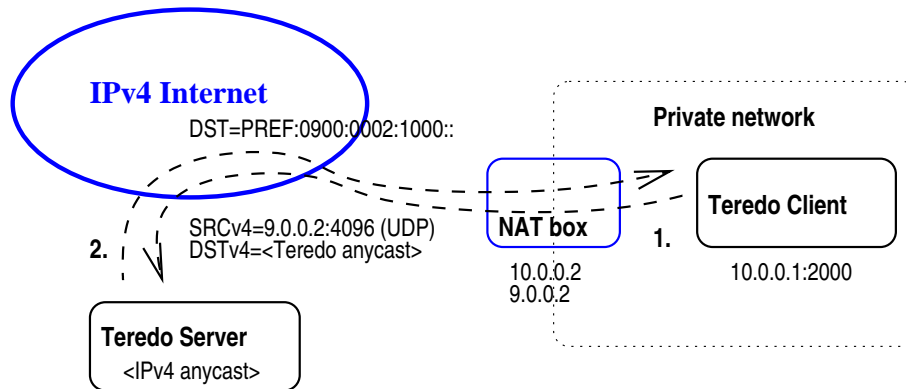 IPv4 Internet
DST=PREF:0900:0002:1000::
Private network
Teredo Client
NAT box
1.
SRCv4=9.0.0.2:4096 (UDP)
DSTv4=<Teredo anycast>
2.
10.0.0.2
9.0.0.2
10.0.0.1:2000
Teredo Server
<IPv4 anycast>